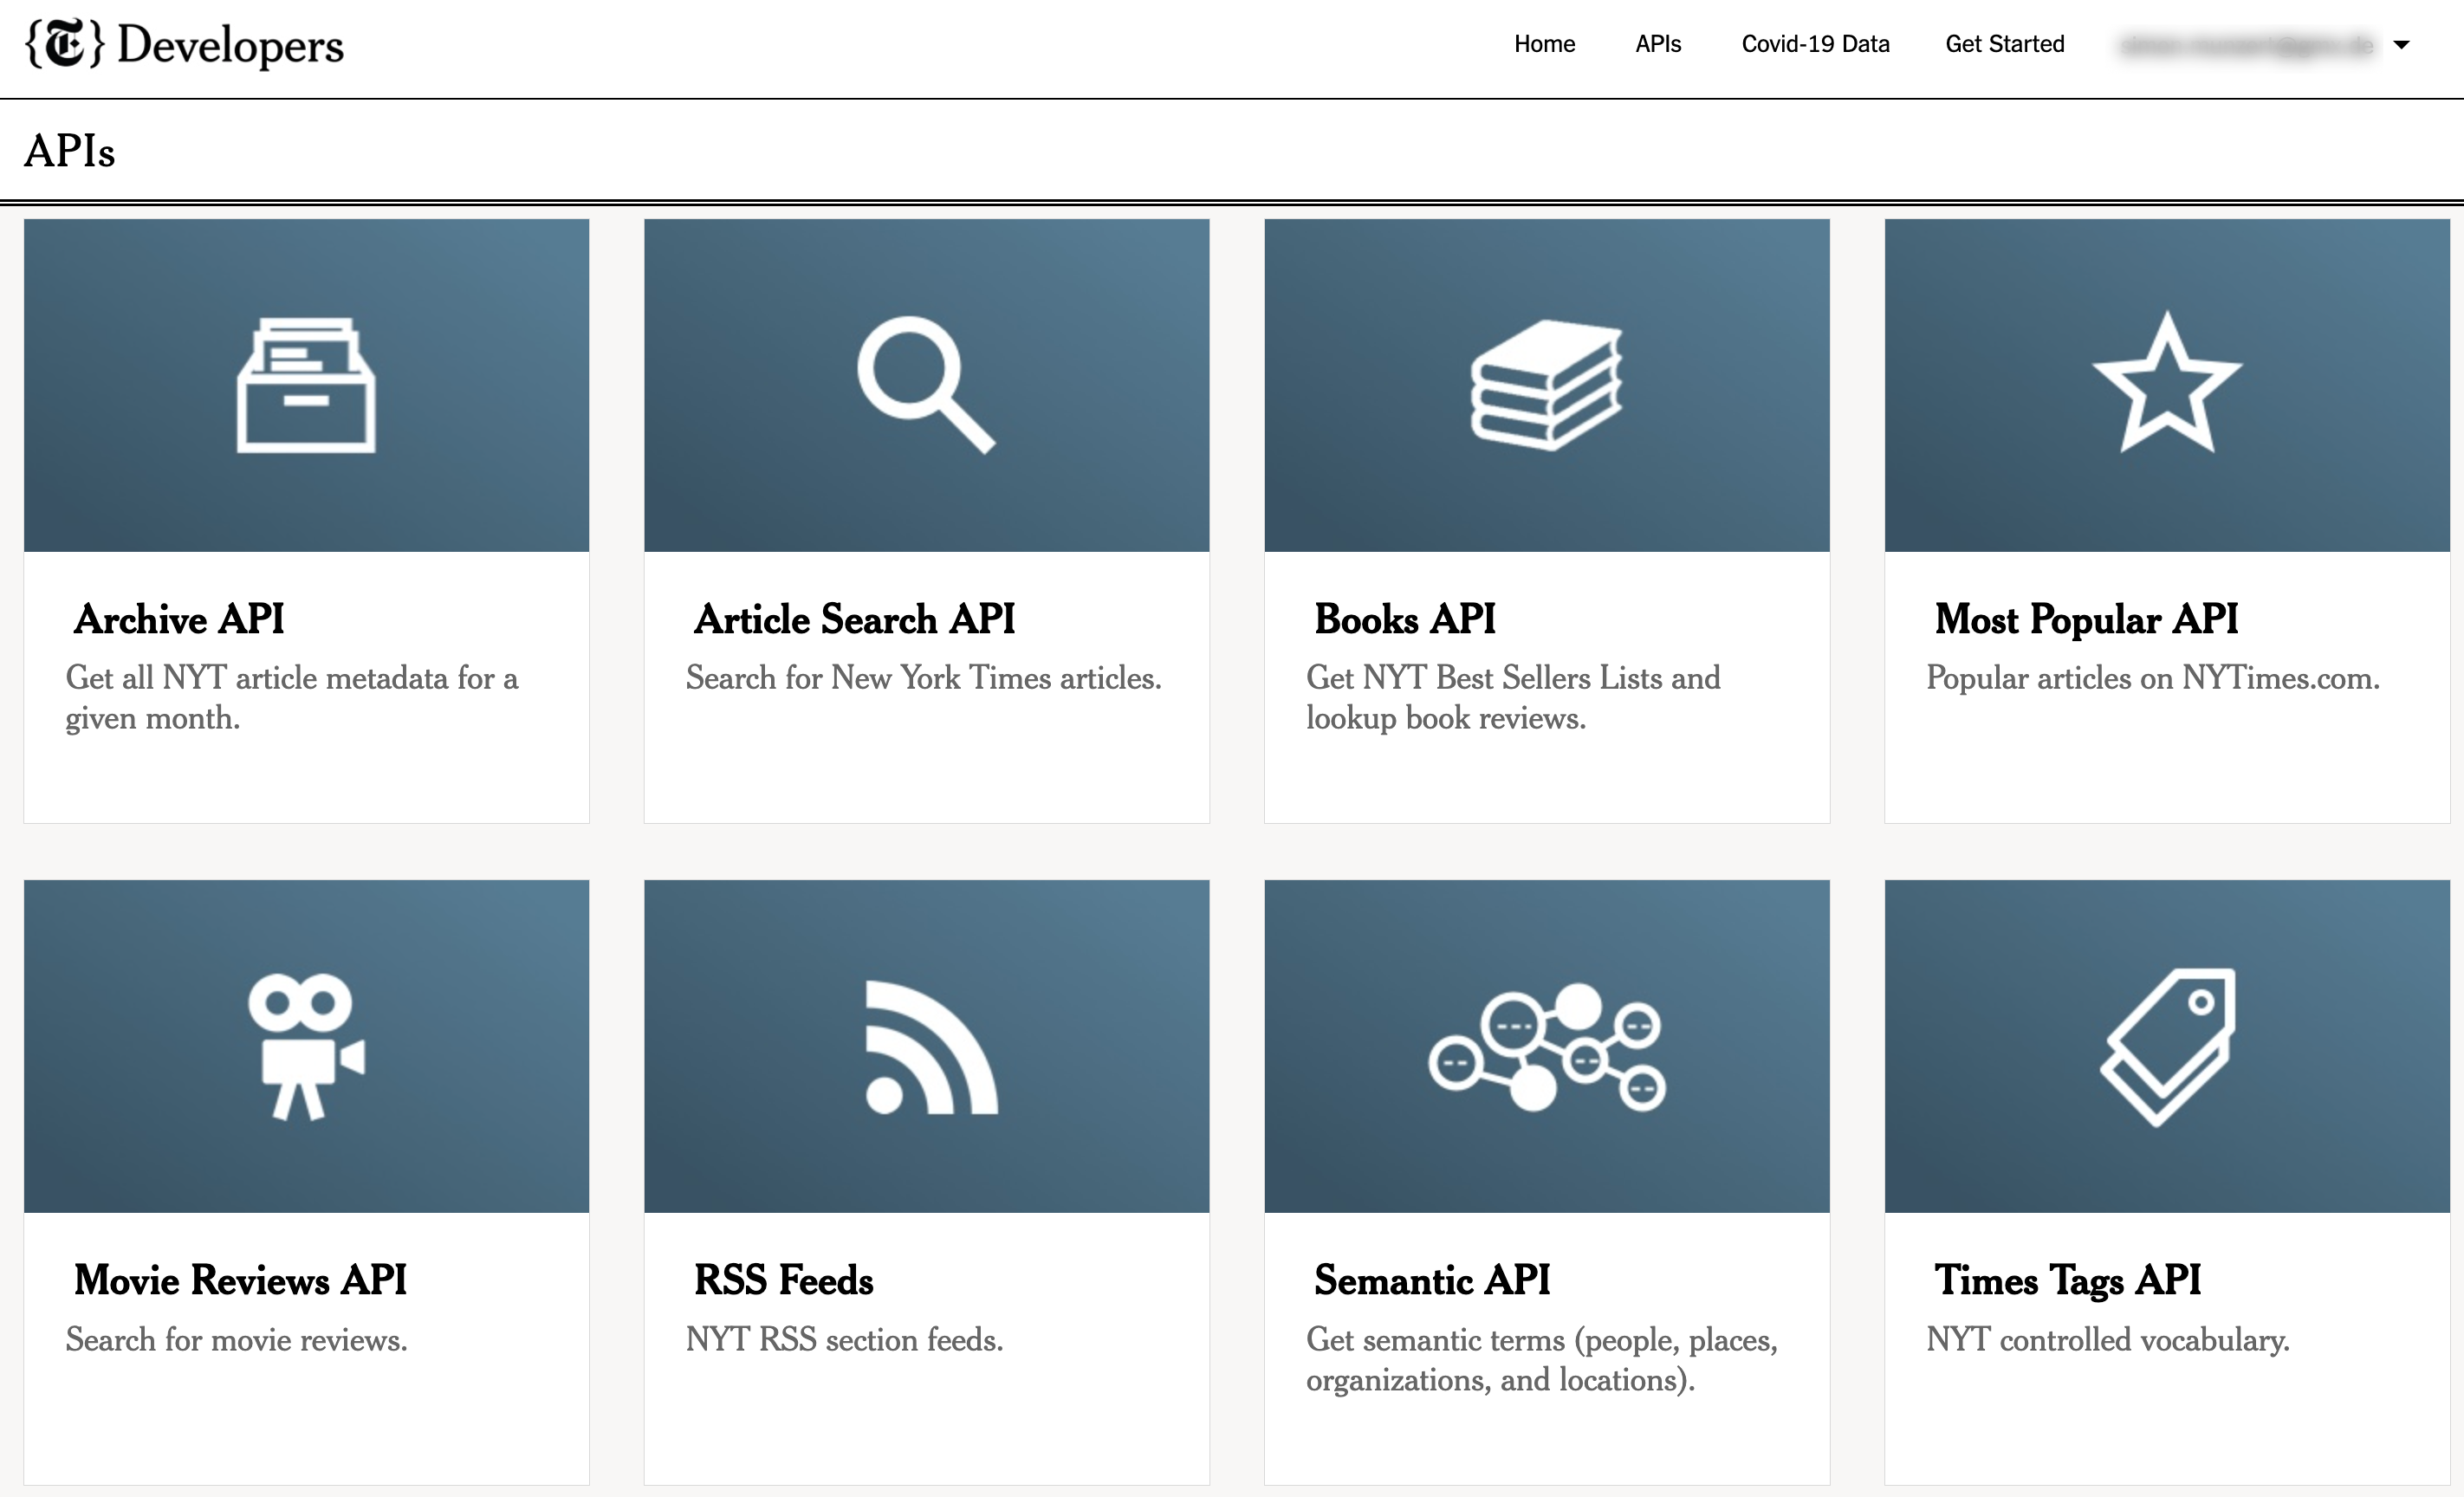 {T} Developers
Home APIs Covid-19 Data Get Started
APIs
Archive API
Get all NYT article metadata for a
given month.
Article Search API
Search for New York Times articles.
Books API
Get NYT Best Sellers Lists and
lookup book reviews.
Most Popular API
Popular articles on NYTimes.com.
Movie Reviews API
Search for movie reviews.
RSS Feeds
NYT RSS section feeds.
Semantic API
Get semantic terms (people, places,
organizations, and locations).
Times Tags API
NYT controlled vocabulary.